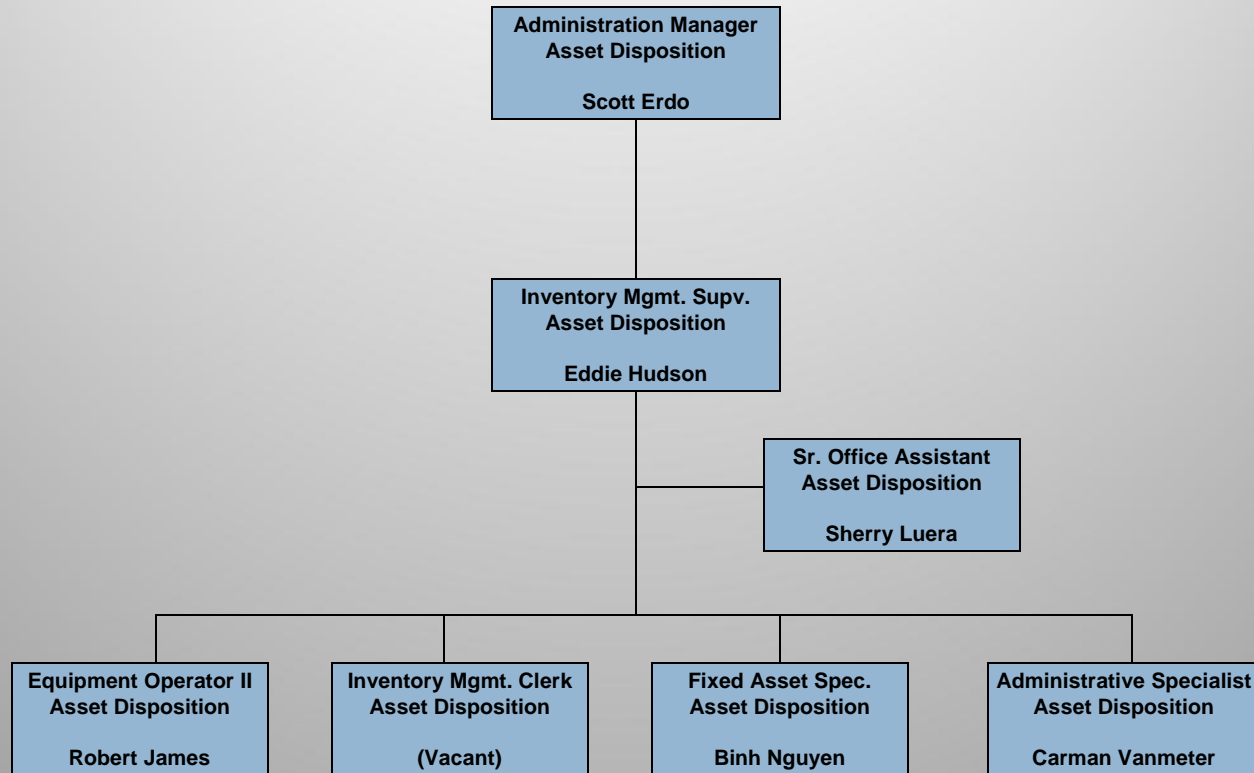 Administration Manager
Asset Disposition
Scott Erdo
Inventory Mgmt. Supv.
Asset Disposition
Eddie Hudson
Sr. Office Assistant
Asset Disposition
Sherry Luera
Equipment Operator II
Asset Disposition
Robert James
Inventory Mgmt. Clerk
Asset Disposition
(Vacant)
Fixed Asset Spec.
Asset Disposition
Binh Nguyen
Administrative Specialist
Asset Disposition
Carman Vanmeter